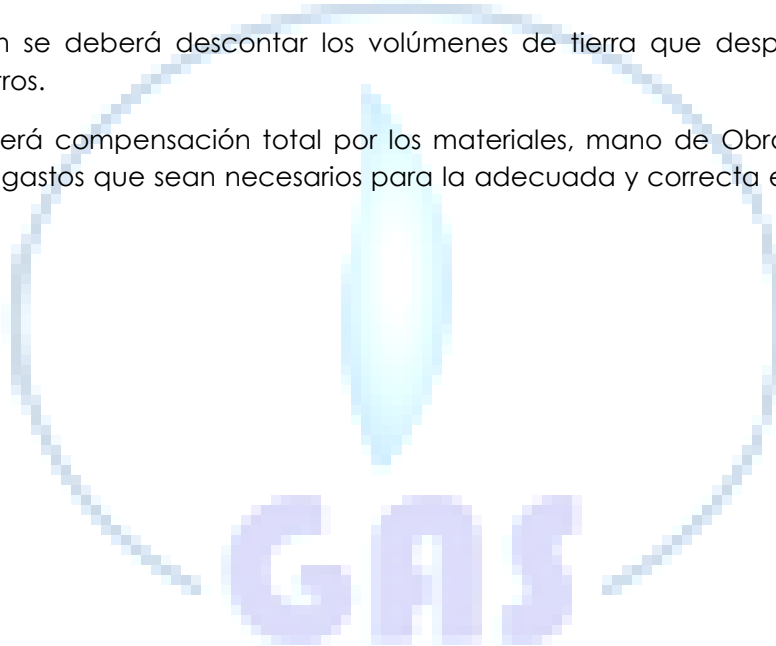 n se deberá descontar los volúmenes de tierra que desp
ros.
erá compensación total por los materiales, mano de Obra
gastos que sean necesarios para la adecuada y correcta e
GAS